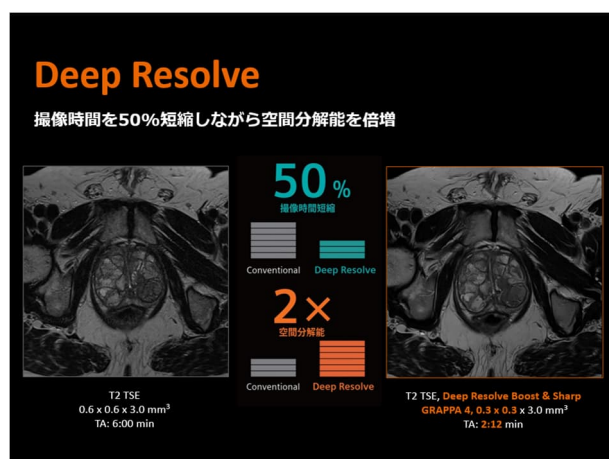 Deep Resolve
撮像時間を50%短縮しながら空間分解能を倍増
50 %
撮像時間短縮
Conventional
Deep Resolve
2×
空間分解能
Conventional
Deep Resolve
T2 TSE
0.6 x 0.6 x 3.0 mm³
TA: 6:00 min
T2 TSE, Deep Resolve Boost & Sharp
GRAPPA 4, 0.3 x 0.3 x 3.0 mm³
TA: 2:12 min